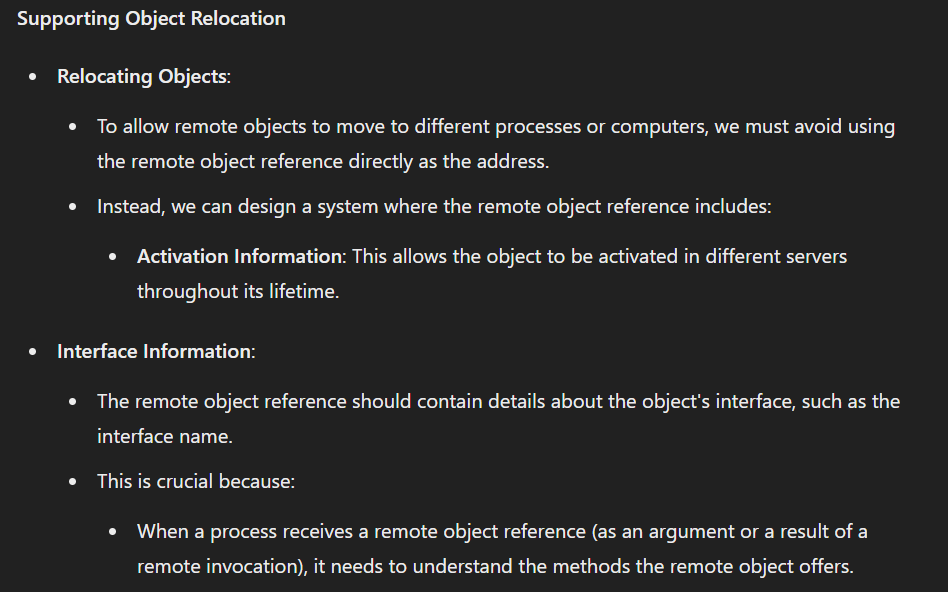 Supporting Object Relocation
• Relocating Objects:
• To allow remote objects to move to different processes or computers, we must avoid using
the remote object reference directly as the address.
• Instead, we can design a system where the remote object reference includes:
• Activation Information: This allows the object to be activated in different servers
throughout its lifetime.
• Interface Information:
• The remote object reference should contain details about the object's interface, such as the
interface name.
• This is crucial because:
• When a process receives a remote object reference (as an argument or a result of a
remote invocation), it needs to understand the methods the remote object offers.